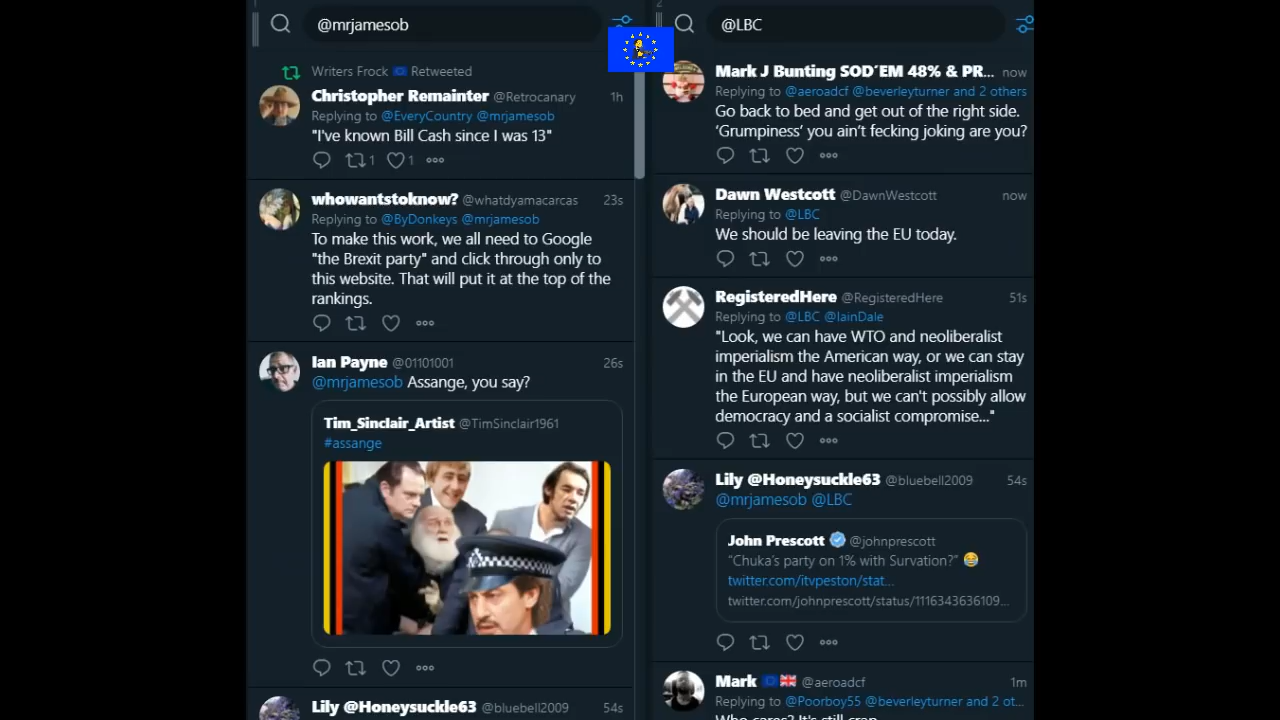 @mrjamesob
Writers Frock Retweeted
Christopher Remainter @Retrocanary 1h
Replying to @EveryCountry @mrjamesob
"I've known Bill Cash since I was 13"
1 1
whowantstoknow? @whatdyamacarcas 23s
Replying to @ByDonkeys @mrjamesob
To make this work, we all need to Google
"the Brexit party" and click through only to
this website. That will put it at the top of the
rankings.
Ian Payne @01101001 26s
@mrjamesob Assange, you say?
Tim_Sinclair_Artist @TimSinclair1961
#assange
Lily @Honeysuckle63 @bluebell2009 54s
2
@LBC
Mark J Bunting SOD´EM 48% & PR... now
Replying to @aeroadcf @beverleyturner and 2 others
Go back to bed and get out of the right side.
‘Grumpiness’ you ain’t fecking joking are you?
Dawn Westcott @DawnWestcott now
Replying to @LBC
We should be leaving the EU today.
RegisteredHere @RegisteredHere 51s
Replying to @LBC @IainDale
"Look, we can have WTO and neoliberalist
imperialism the American way, or we can stay
in the EU and have neoliberalist imperialism
the European way, but we can't possibly allow
democracy and a socialist compromise..."
Lily @Honeysuckle63 @bluebell2009 54s
@mrjamesob @LBC
John Prescott @johnprescott
“Chuka’s party on 1% with Survation?”
twitter.com/itvpeston/stat...
twitter.com/johnprescott/status/1116343636109...
Mark @aeroadcf 1m
Replying to @Poorboy55 @beverleyturner and 2 ot...
Who cares? It's still crap